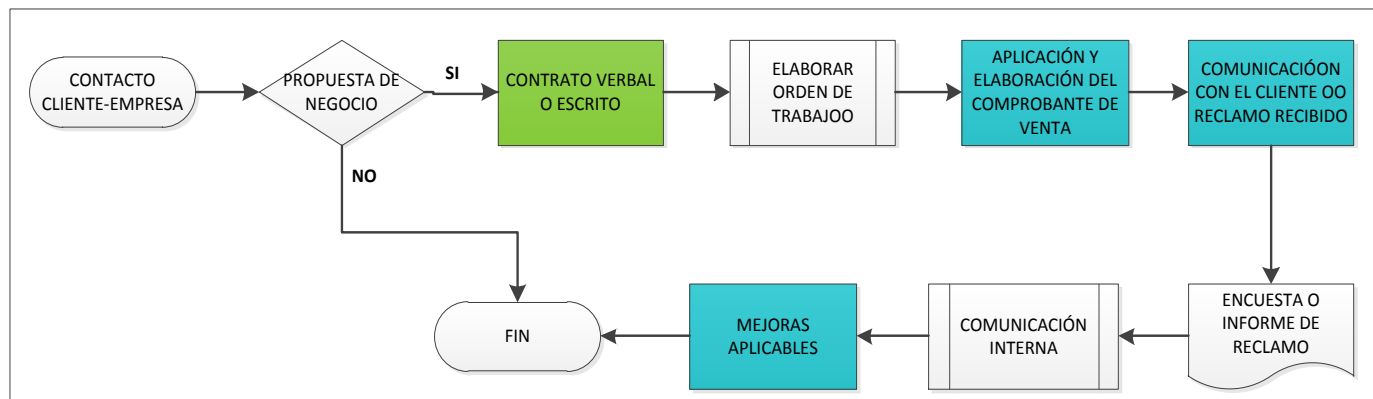 CONTACTO
CLIENTE-EMPRESA
PROPUESTA DE
NEGOCIO
SI
CONTRATO VERBAL
O ESCRITO
ELABORAR
ORDEN DE
TRABAJOO
APLICACIÓN Y
ELABORACIÓN DEL
COMPROBANTE DE
VENTA
COMUNICACIÓON
CON EL CLIENTE OO
RECLAMO RECIBIDO
NO
ENCUESTA O
INFORME DE
RECLAMO
COMUNICACIÓN
INTERNA
MEJORAS
APLICABLES
FIN